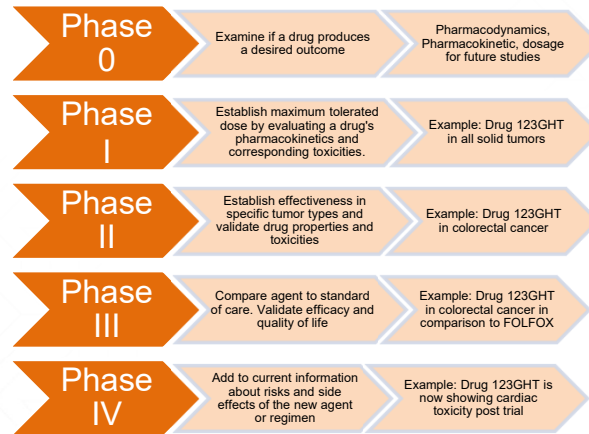 Phase
0
Examine if a drug produces
a desired outcome
Pharmacodynamics,
Pharmacokinetic, dosage
for future studies
Phase
I
Establish maximum tolerated
dose by evaluating a drug's
pharmacokinetics and
corresponding toxicities.
Example: Drug 123GHT
in all solid tumors
Phase
II
Establish effectiveness in
specific tumor types and
validate drug properties and
toxicities
Example: Drug 123GHT
in colorectal cancer
Phase
III
Compare agent to standard
of care. Validate efficacy and
quality of life
Example: Drug 123GHT
in colorectal cancer in
comparison to FOLFOX
Phase
IV
Add to current information
about risks and side
effects of the new agent
or regimen
Example: Drug 123GHT is
now showing cardiac
toxicity post trial